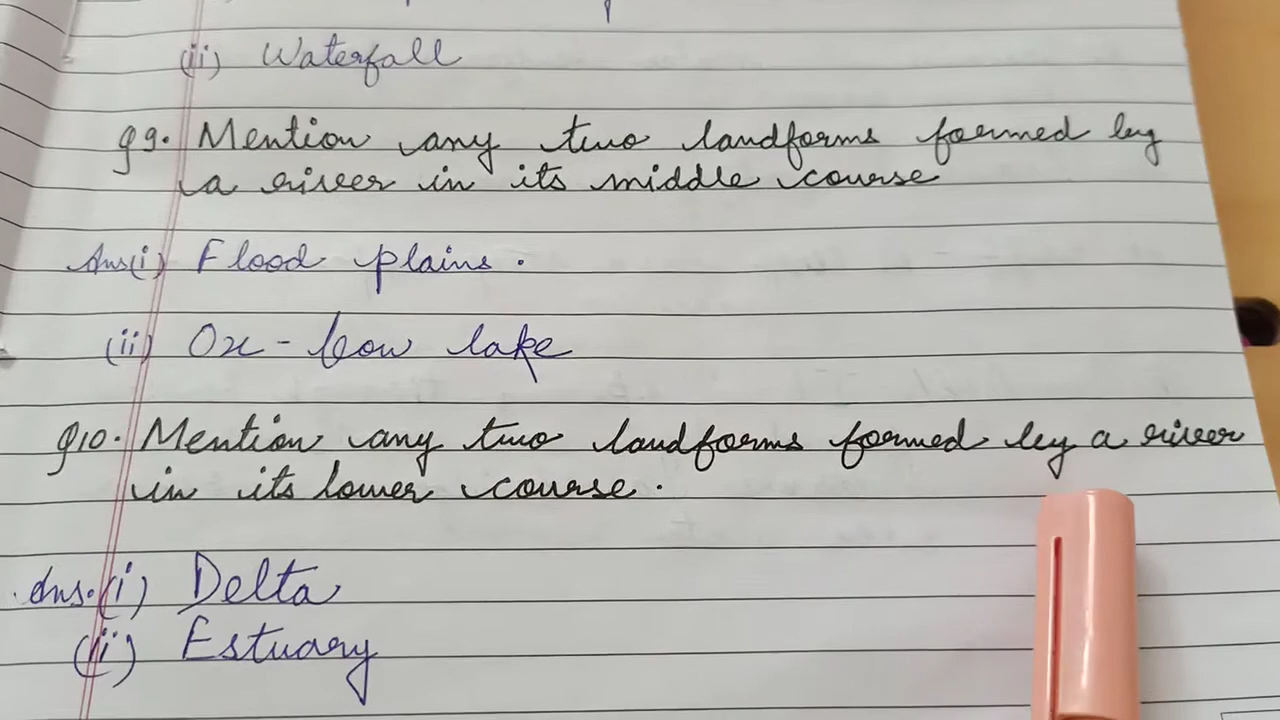 (ii) Waterfall
Q9. Mention any two landforms formed by
a river in its middle course
Ans(i) Flood plains.
(ii) Ox-bow lake
Q10. Mention any two landforms formed by a river
in its lower course.
Ans.(i) Delta
(ii) Estuary